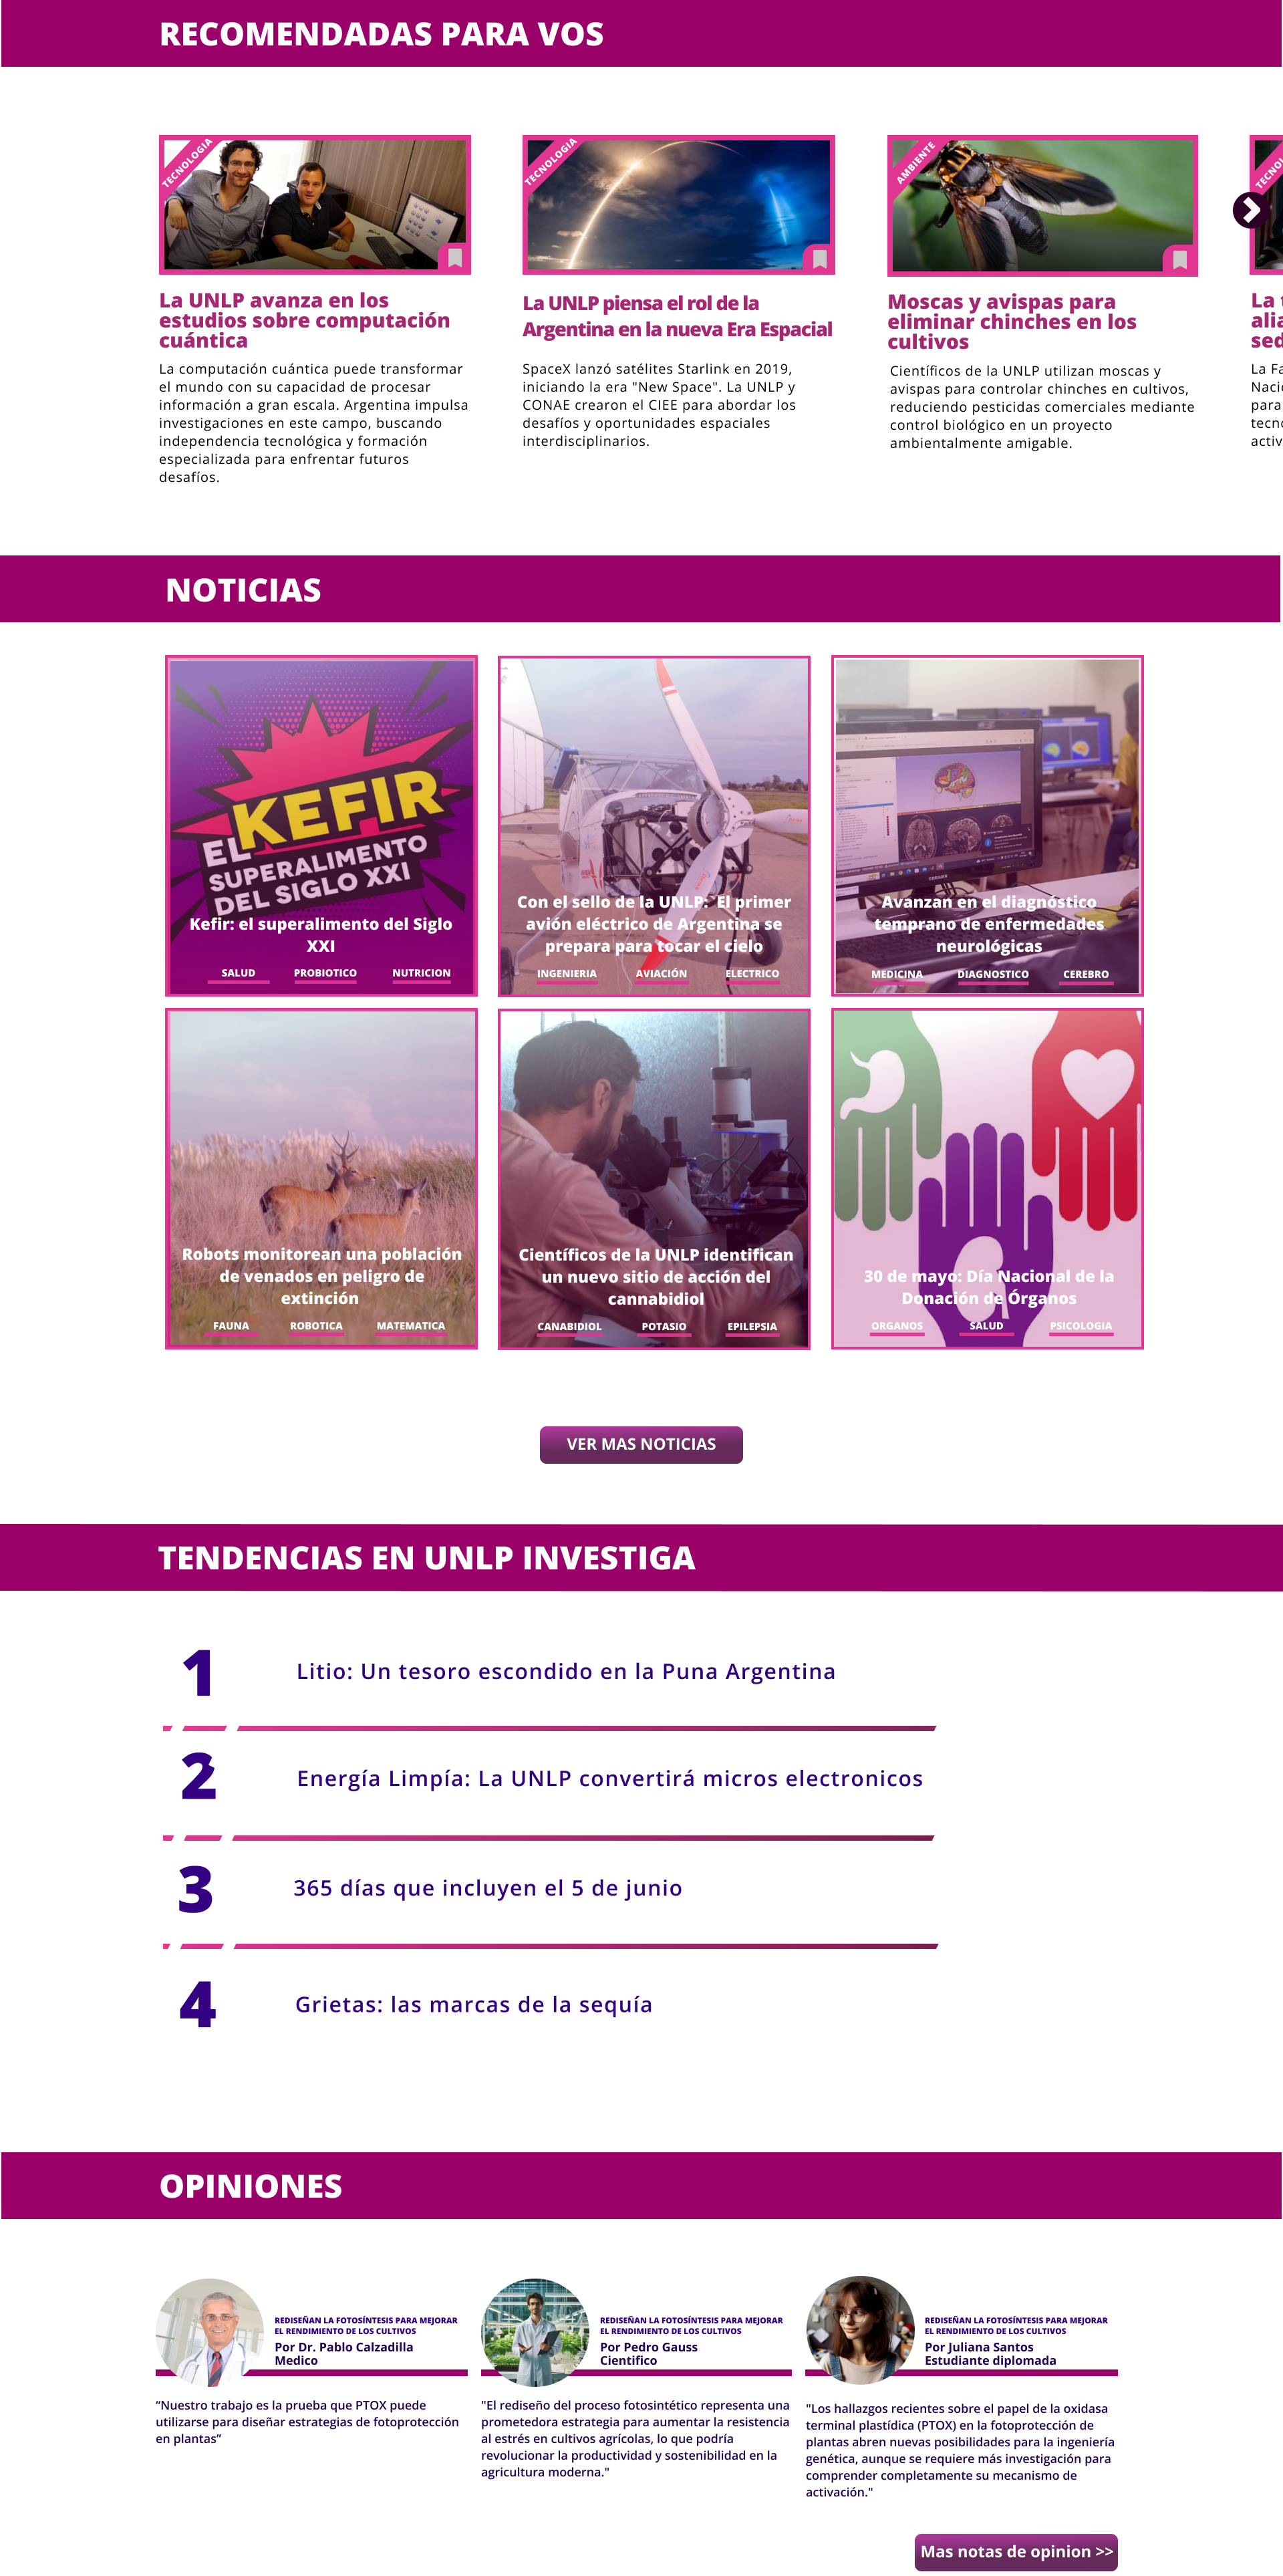 RECOMENDADAS PARA VOS
TECNOLOGIA
La UNLP avanza en los
estudios sobre computación
cuántica
La computación cuántica puede transformar
el mundo con su capacidad de procesar
información a gran escala. Argentina impulsa
investigaciones en este campo, buscando
independencia tecnológica y formación
especializada para enfrentar futuros
desafíos.
TECNOLOGIA
La UNLP piensa el rol de la
Argentina en la nueva Era Espacial
SpaceX lanzó satélites Starlink en 2019,
iniciando la era "New Space". La UNLP y
CONAE crearon el CIEE para abordar los
desafíos y oportunidades espaciales
interdisciplinarios.
AMBIENTE
Moscas y avispas para
eliminar chinches en los
cultivos
Científicos de la UNLP utilizan moscas y
avispas para controlar chinches en cultivos,
reduciendo pesticidas comerciales mediante
control biológico en un proyecto
ambientalmente amigable.
TECNO
La
alia
sed
La Fa
Naci
para
tecno
activ
NOTICIAS
EL KEFIR
SUPERALIMENTO
DEL SIGLO XXI
Kefir: el superalimento del Siglo
XXI
SALUD PROBIOTICO NUTRICION
Con el sello de la UNLP: El primer
avión eléctrico de Argentina se
prepara para tocar el cielo
INGENIERIA AVIACIÓN ELECTRICO
Avanzan en el diagnóstico
temprano de enfermedades
neurológicas
MEDICINA DIAGNOSTICO CEREBRO
Robots monitorean una población
de venados en peligro de
extinción
FAUNA ROBOTICA MATEMATICA
Científicos de la UNLP identifican
un nuevo sitio de acción del
cannabidiol
CANABIDIOL POTASIO EPILEPSIA
30 de mayo: Día Nacional de la
Donación de Órganos
ORGANOS SALUD PSICOLOGIA
VER MAS NOTICIAS
TENDENCIAS EN UNLP INVESTIGA
1 Litio: Un tesoro escondido en la Puna Argentina
2 Energía Limpía: La UNLP convertirá micros electronicos
3 365 días que incluyen el 5 de junio
4 Grietas: las marcas de la sequía
OPINIONES
REDISEÑAN LA FOTOSÍNTESIS PARA MEJORAR
EL RENDIMIENTO DE LOS CULTIVOS
Por Dr. Pablo Calzadilla
Medico
“Nuestro trabajo es la prueba que PTOX puede
utilizarse para diseñar estrategias de fotoprotección
en plantas”
REDISEÑAN LA FOTOSÍNTESIS PARA MEJORAR
EL RENDIMIENTO DE LOS CULTIVOS
Por Pedro Gauss
Cientifico
"El rediseño del proceso fotosintético representa una
prometedora estrategia para aumentar la resistencia
al estrés en cultivos agrícolas, lo que podría
revolucionar la productividad y sostenibilidad en la
agricultura moderna."
REDISEÑAN LA FOTOSÍNTESIS PARA MEJORAR
EL RENDIMIENTO DE LOS CULTIVOS
Por Juliana Santos
Estudiante diplomada
"Los hallazgos recientes sobre el papel de la oxidasa
terminal plastídica (PTOX) en la fotoprotección de
plantas abren nuevas posibilidades para la ingeniería
genética, aunque se requiere más investigación para
comprender completamente su mecanismo de
activación."
Mas notas de opinion >>